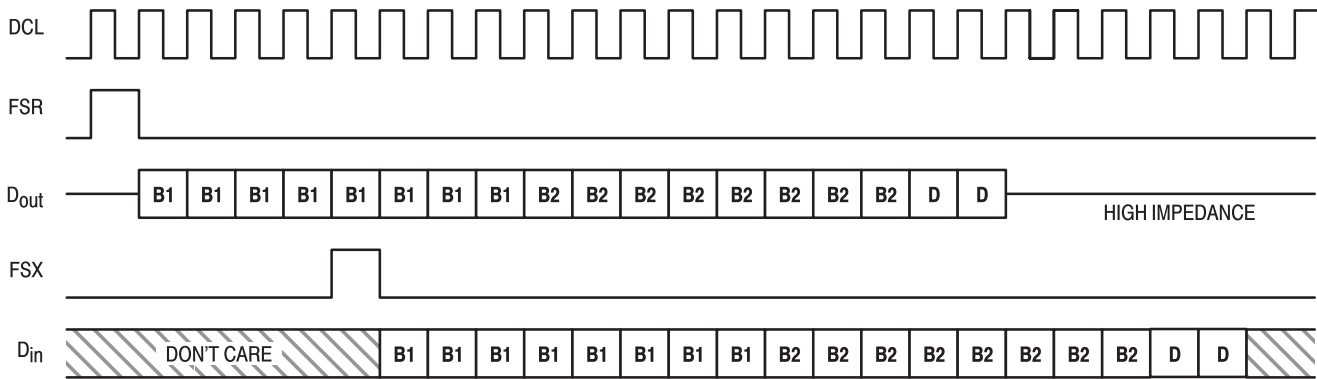 DCL
FSR
Dout B1 B1 B1 B1 B1 B1 B1 B1 B2 B2 B2 B2 B2 B2 B2 B2 D D
HIGH IMPEDANCE
FSX
Din DON'T CARE B1 B1 B1 B1 B1 B1 B1 B1 B2 B2 B2 B2 B2 B2 B2 B2 D D